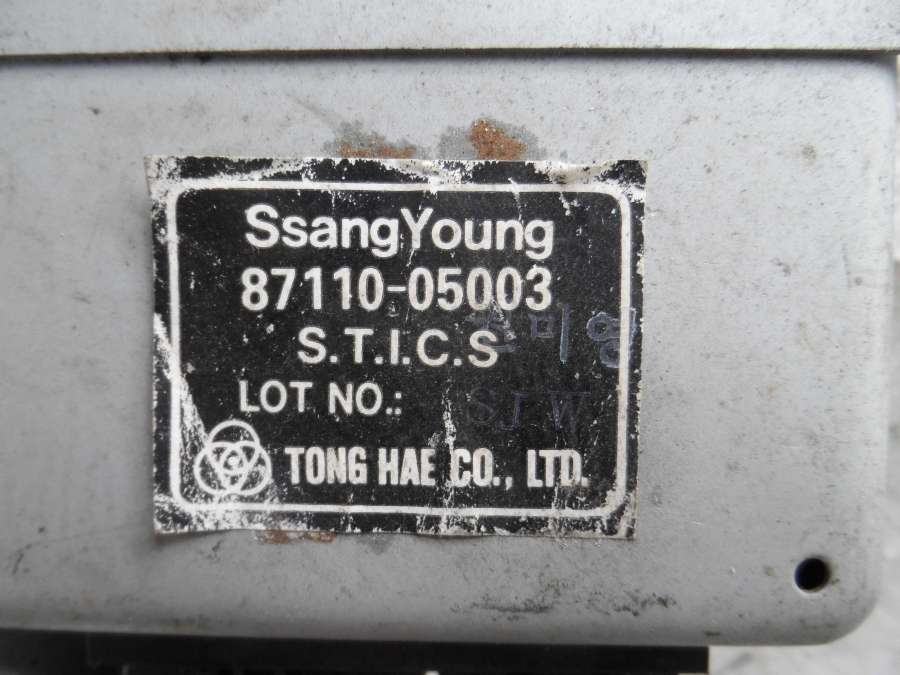 SsangYoung
87110-05003
S.T.I.C.S
LOT NO.:
TONG HAE CO., LTD.